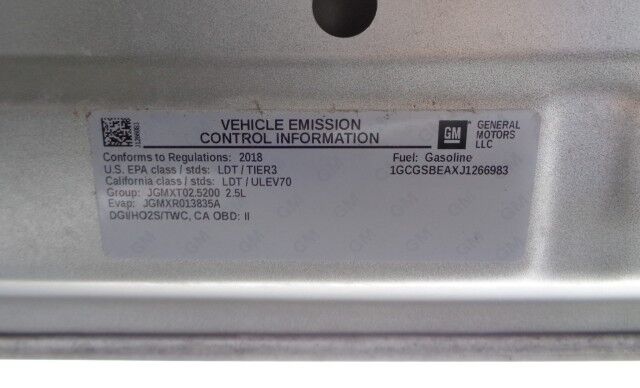 VEHICLE EMISSION
CONTROL INFORMATION
GM
GENERAL
MOTORS
LLC
Conforms to Regulations: 2018
Fuel: Gasoline
U.S. EPA class / stds: LDT / TIER3
1GCGSBEAXJ1266983
California class / stds: LDT / ULEV70
Group: JGMXT02.5200 2.5L
Evap: JGMXR013835A
DGI/HO2S/TWC, CA OBD: II